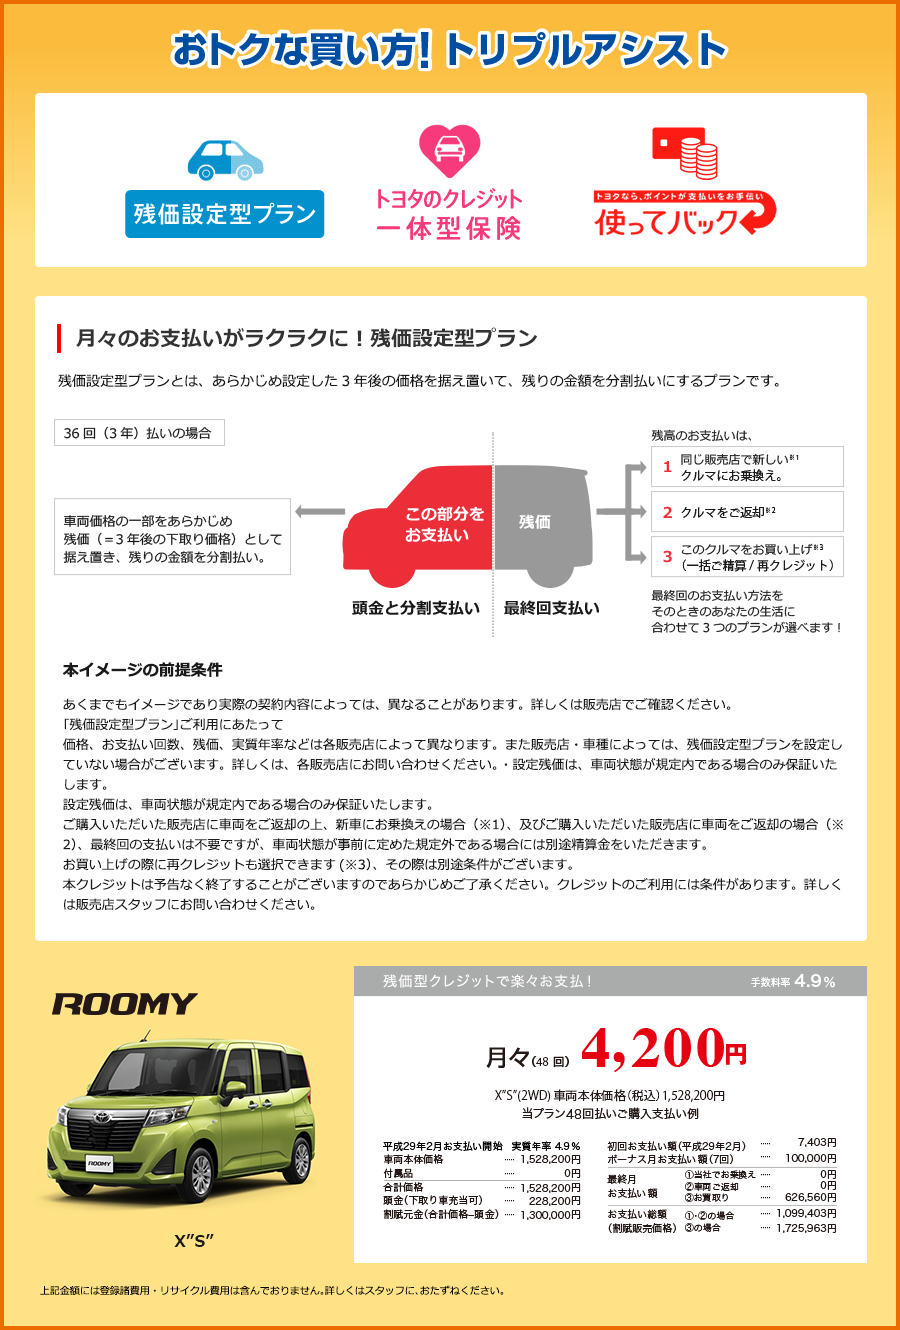 おトクな買い方!トリプルアシスト
残価設定型プラン
トヨタのクレジット
一体型保険
トヨタなら、ポイントが支払いをお手伝い
使ってバック
月々のお支払いがラクラクに！残価設定型プラン
残価設定型プランとは、あらかじめ設定した3年後の価格を据え置いて、残りの金額を分割払いにするプランです。
36回（3年）払いの場合
車両価格の一部をあらかじめ
残価（＝3年後の下取り価格）として
据え置き、残りの金額を分割払い。
この部分を
お支払い
残価
頭金と分割支払い
最終回支払い
残高のお支払いは、
1 同じ販売店で新しい※1
クルマにお乗換え。
2 クルマをご返却※2
3 このクルマをお買い上げ※3
（一括ご精算/再クレジット）
最終回のお支払い方法を
そのときのあなたの生活に
合わせて3つのプランが選べます！
本イメージの前提条件
あくまでもイメージであり実際の契約内容によっては、異なることがあります。詳しくは販売店でご確認ください。
「残価設定型プラン」ご利用にあたって
価格、お支払い回数、残価、実質年率などは各販売店によって異なります。また販売店・車種によっては、残価設定型プランを設定し
ていない場合がございます。詳しくは、各販売店にお問い合わせください。・設定残価は、車両状態が規定内である場合のみ保証いた
します。
設定残価は、車両状態が規定内である場合のみ保証いたします。
ご購入いただいた販売店に車両をご返却の上、新車にお乗換えの場合（※1）、及びご購入いただいた販売店に車両をご返却の場合（※
2）、最終回の支払いは不要ですが、車両状態が事前に定めた規定外である場合には別途精算金をいただきます。
お買い上げの際に再クレジットも選択できます(※3)、その際は別途条件がございます。
本クレジットは予告なく終了することがございますのであらかじめご了承ください。クレジットのご利用には条件があります。詳しく
は販売店スタッフにお問い合わせください。
ROOMY
ROOMY
X”S”
残価型クレジットで楽々お支払！ 手数料率 4.9%
月々(48回) 4,200円
X”S”(2WD) 車両本体価格(税込) 1,528,200円
当プラン48回払いご購入支払い例
平成29年2月お支払い開始 実質年率 4.9%
車両本体価格 ····· 1,528,200円
付属品 ····· 0円
合計価格 ····· 1,528,200円
頭金(下取り車充当可) ····· 228,200円
割賦元金(合計価格−頭金) ····· 1,300,000円
初回お支払い額(平成29年2月) ····· 7,403円
ボーナス月お支払い額(7回) ····· 100,000円
最終月
お支払い額
①当社でお乗換え ····· 0円
②車両ご返却 ····· 0円
③お買取り ····· 626,560円
お支払い総額 ①・②の場合 ····· 1,099,403円
(割賦販売価格) ③の場合 ····· 1,725,963円
上記金額には登録諸費用・リサイクル費用は含んでおりません。詳しくはスタッフに、おたずねください。